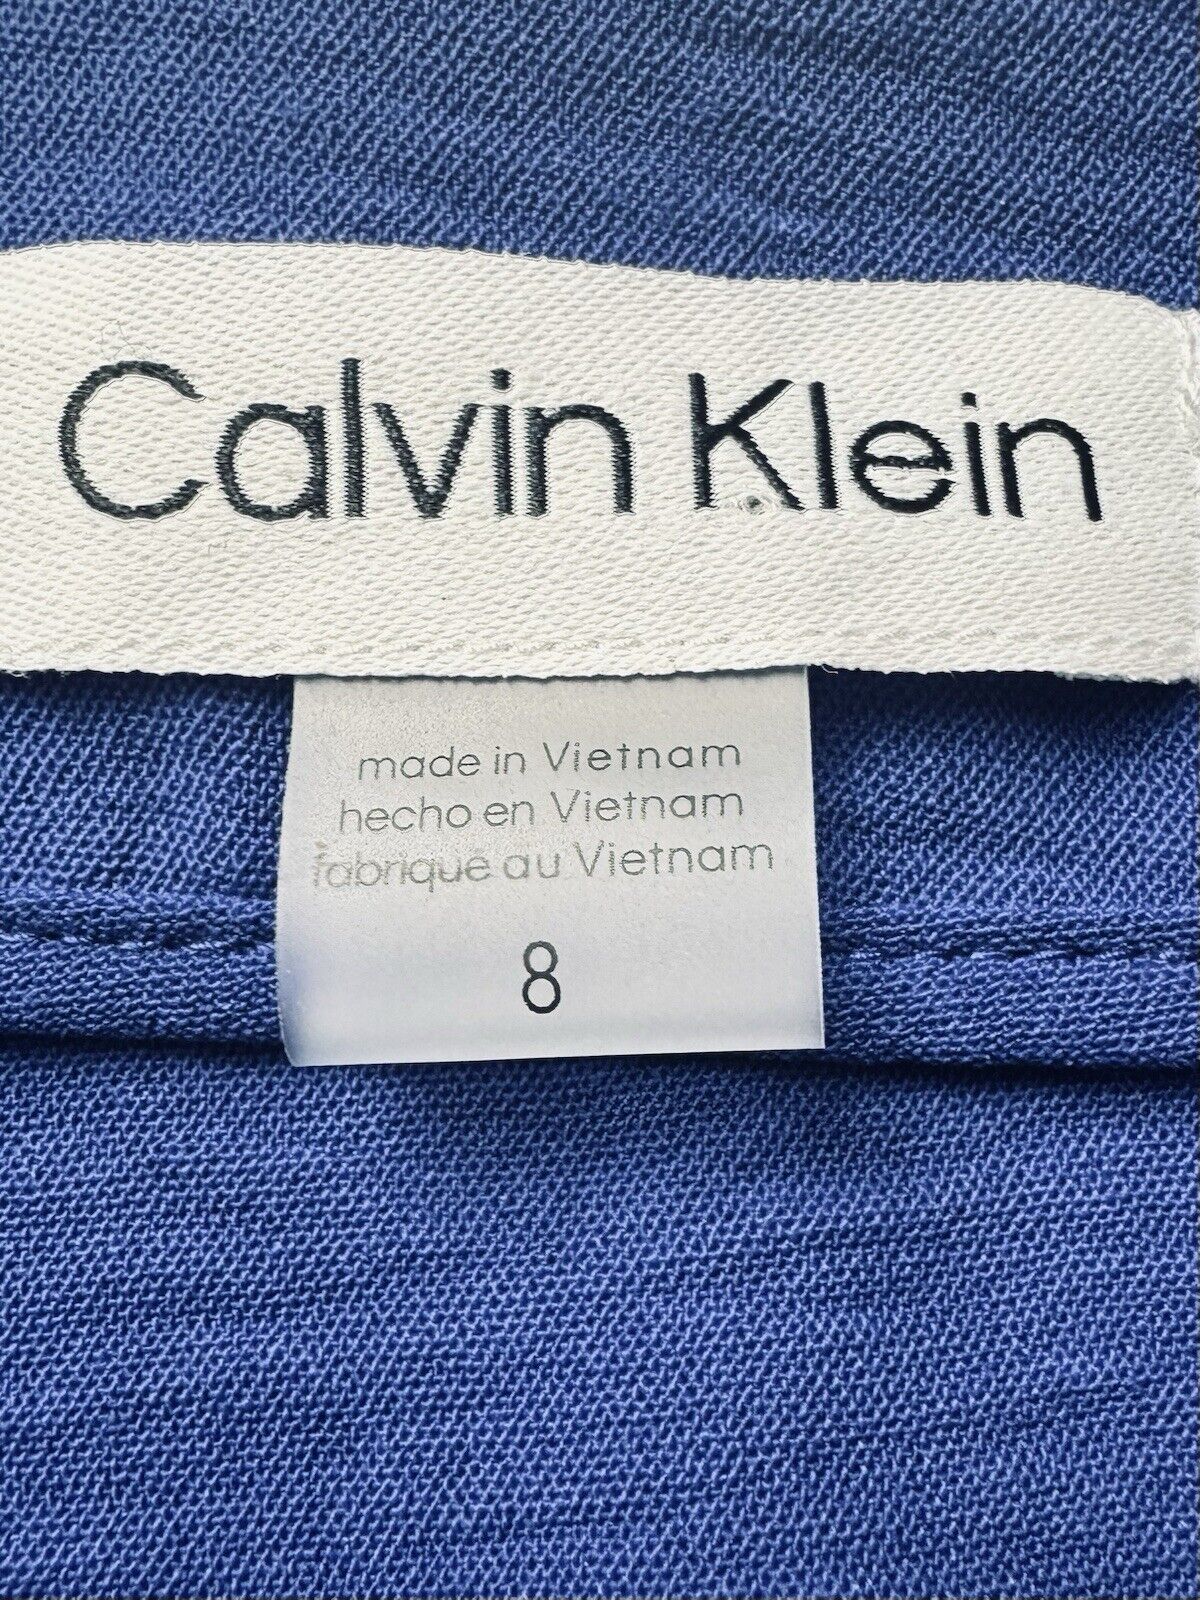 Calvin Klein
made in Vietnam
hecho en Vietnam
fabriqué au Vietnam
8